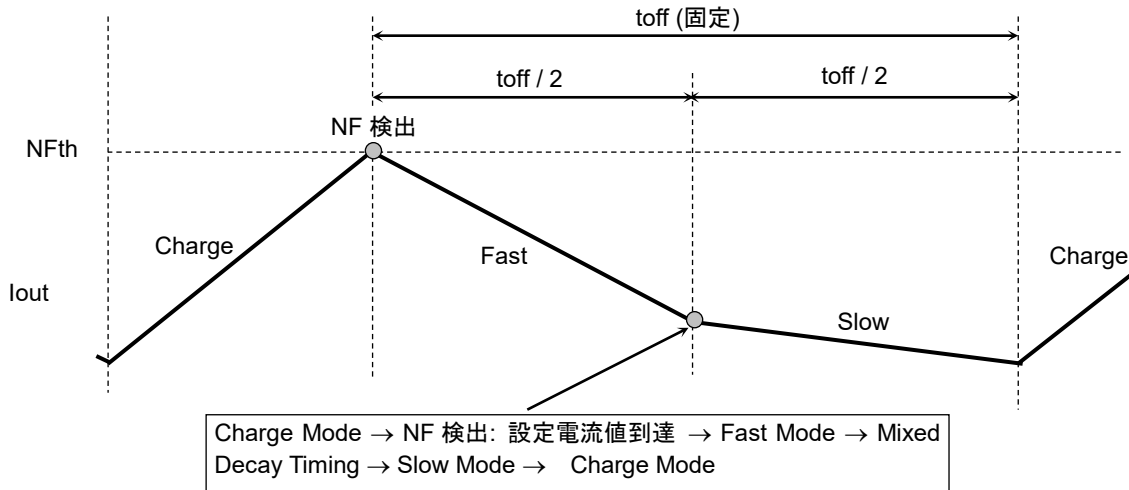 toff (固定)
toff / 2
toff / 2
NF 検出
NFth
Charge
Fast
Charge
Iout
Slow
Charge Mode → NF 検出: 設定電流値到達 → Fast Mode → Mixed
Decay Timing → Slow Mode → Charge Mode